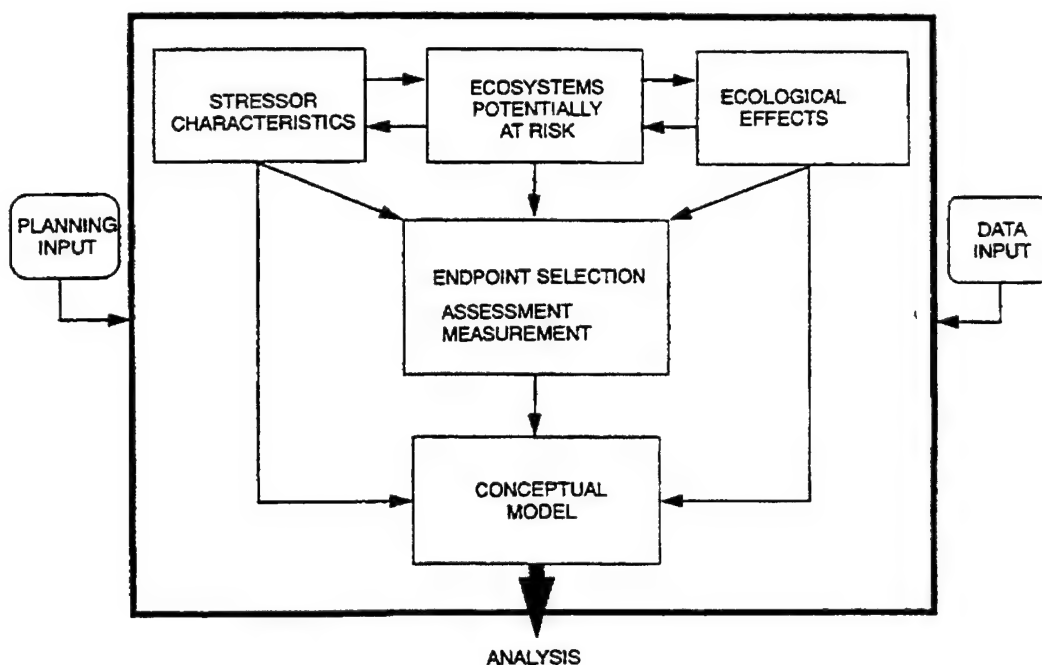 STRESSOR
CHARACTERISTICS
ECOSYSTEMS
POTENTIALLY
AT RISK
ECOLOGICAL
EFFECTS
PLANNING
INPUT
ENDPOINT SELECTION
ASSESSMENT
MEASUREMENT
DATA
INPUT
CONCEPTUAL
MODEL
ANALYSIS